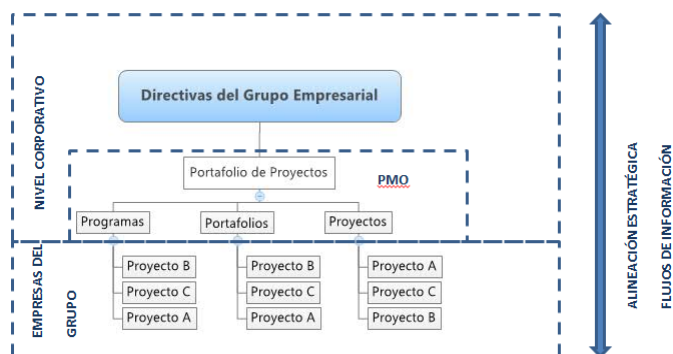 Directivas del Grupo Empresarial
NIVEL CORPORATIVO
Portafolio de Proyectos
PMO
Programas
Portafolios
Proyectos
EMPRESAS DEL
GRUPO
Proyecto B
Proyecto C
Proyecto A
Proyecto B
Proyecto C
Proyecto A
Proyecto A
Proyecto C
Proyecto B
ALINEACIÓN ESTRATÉGICA
FLUJOS DE INFORMACIÓN